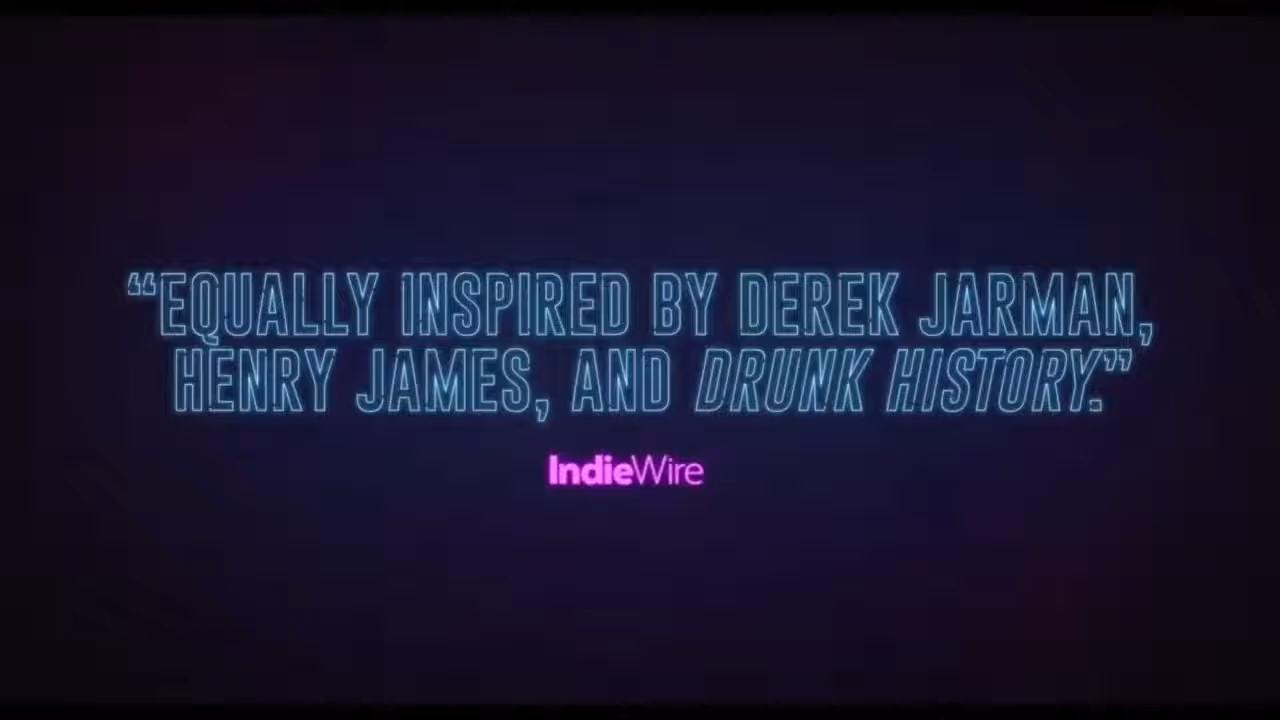 “EQUALLY INSPIRED BY DEREK JARMAN,
HENRY JAMES, AND DRUNK HISTORY.”
IndieWire